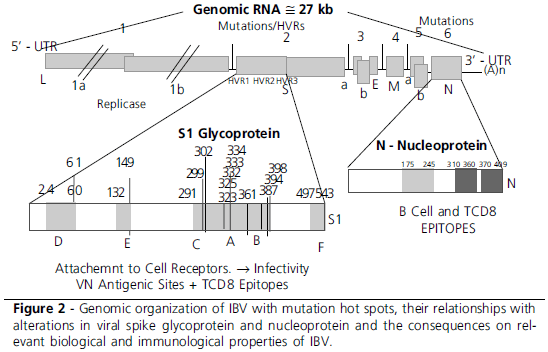 Genomic RNA ≅ 27 kb
Mutations/HVRs
Mutations
1 2 3 4 5 6
5' - UTR
3' - UTR
(A)n
L 1a 1b HVR1 HVR2 HVR3 S a b E M a b N
Replicase
S1 Glycoprotein
N - Nucleoprotein
61 149 302 334
333
299 332 398
325 394
24 60 132 291 323 361 387 497 543
S1
D E C A B F
175 245 310 360 370 409
N
B Cell and TCD8
EPITOPES
Attachemnt to Cell Receptors. → Infectivity
VN Antigenic Sites + TCD8 Epitopes
Figure 2 - Genomic organization of IBV with mutation hot spots, their relationships with
alterations in viral spike glycoprotein and nucleoprotein and the consequences on rel-
evant biological and immunological properties of IBV.